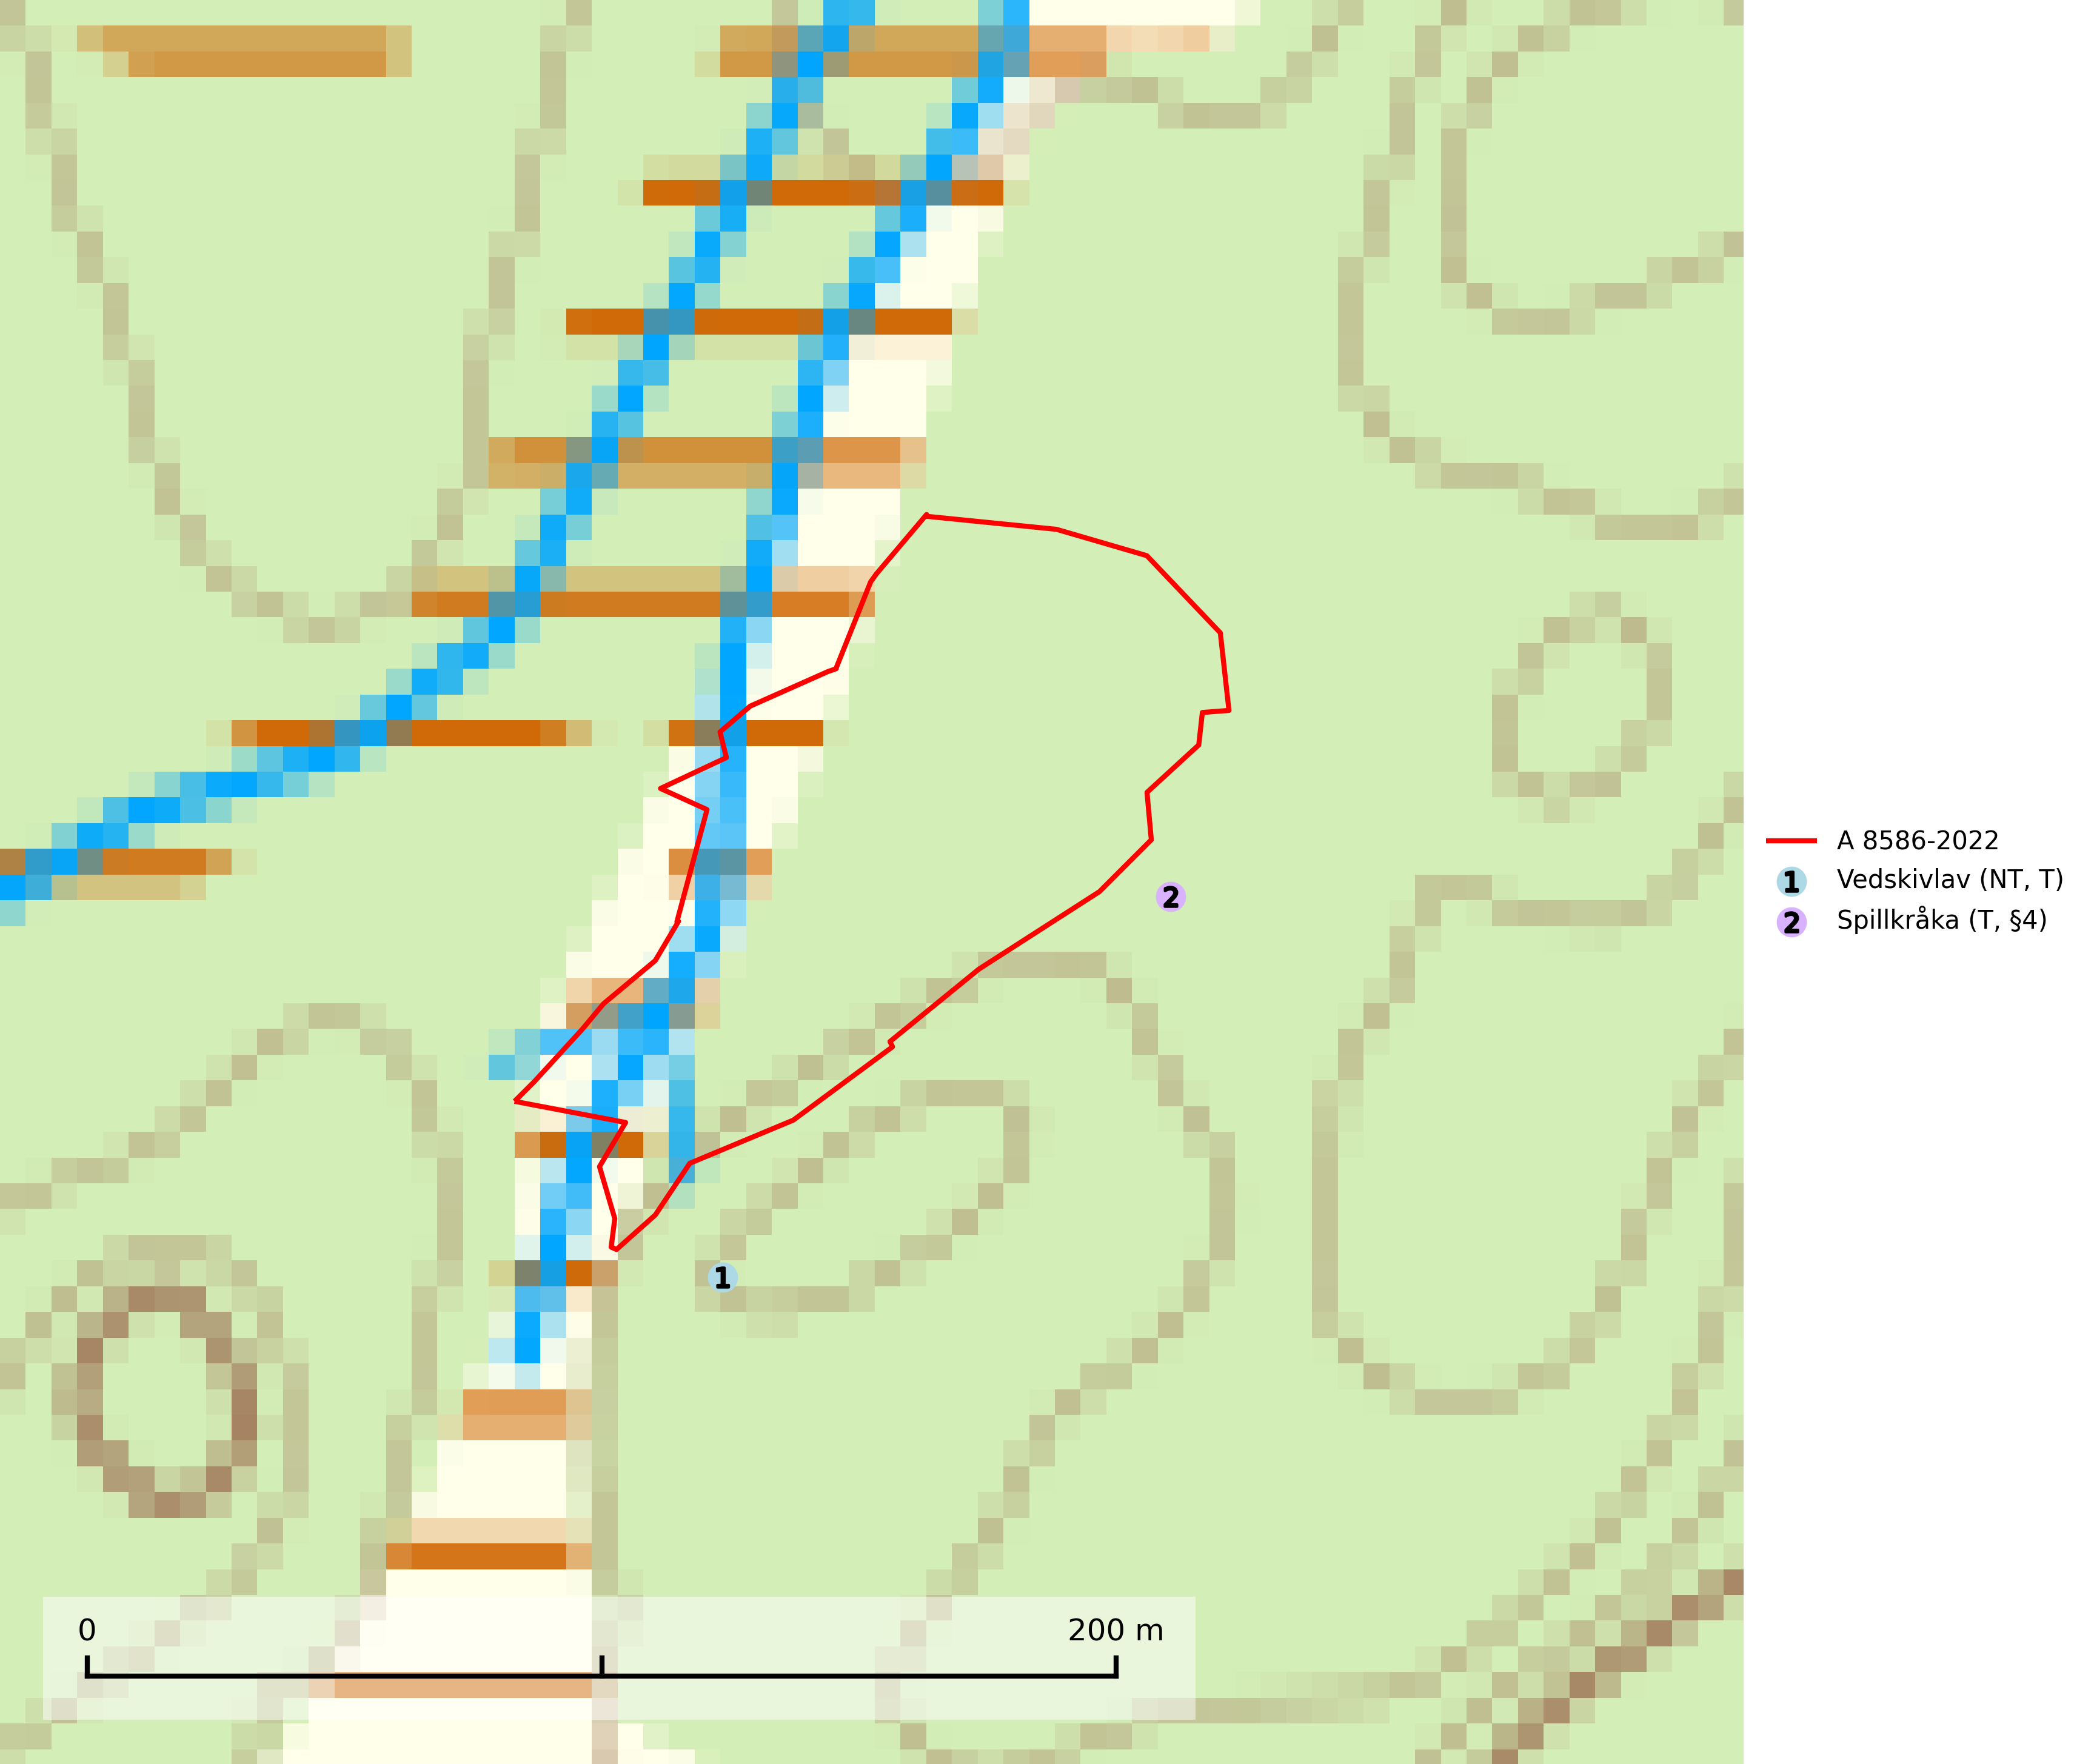 A 8586-2022
1 Vedskivlav (NT, T)
2 Spillkråka (T, §4)
2
1
0 200 m